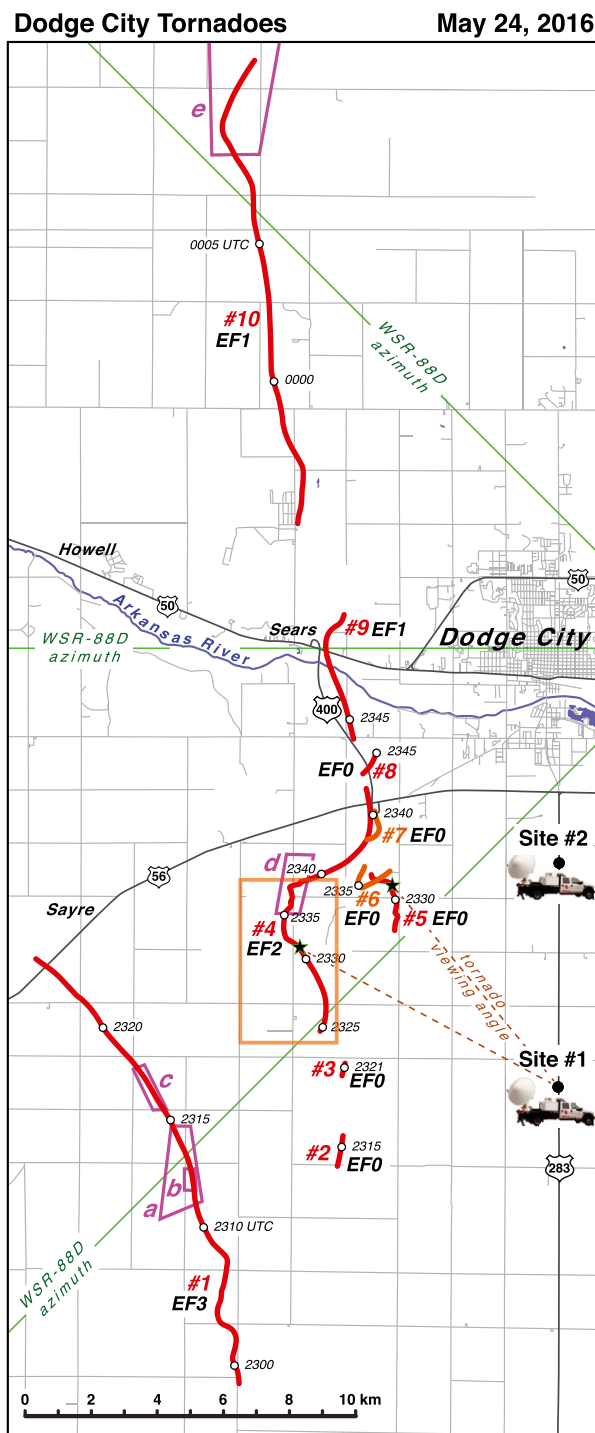 Dodge City Tornadoes May 24, 2016
e
0005 UTC
#10
EF1
WSR-88D
azimuth
0000
Howell
50
50
Arkansas River
Sears
#9 EF1
Dodge City
WSR-88D
azimuth
400
2345
2345
EF0 #8
2340
#7 EF0
Site #2
d
2340
56
2335
#6
EF0
2330
#5 EF0
Sayre
2335
#4
EF2
2330
tornado
viewing angle
2320
2325
Site #1
#3 2321
EF0
c
2315
2315
#2 EF0
283
b
a
2310 UTC
WSR-88D
azimuth
#1
EF3
2300
0 2 4 6 8 10 km